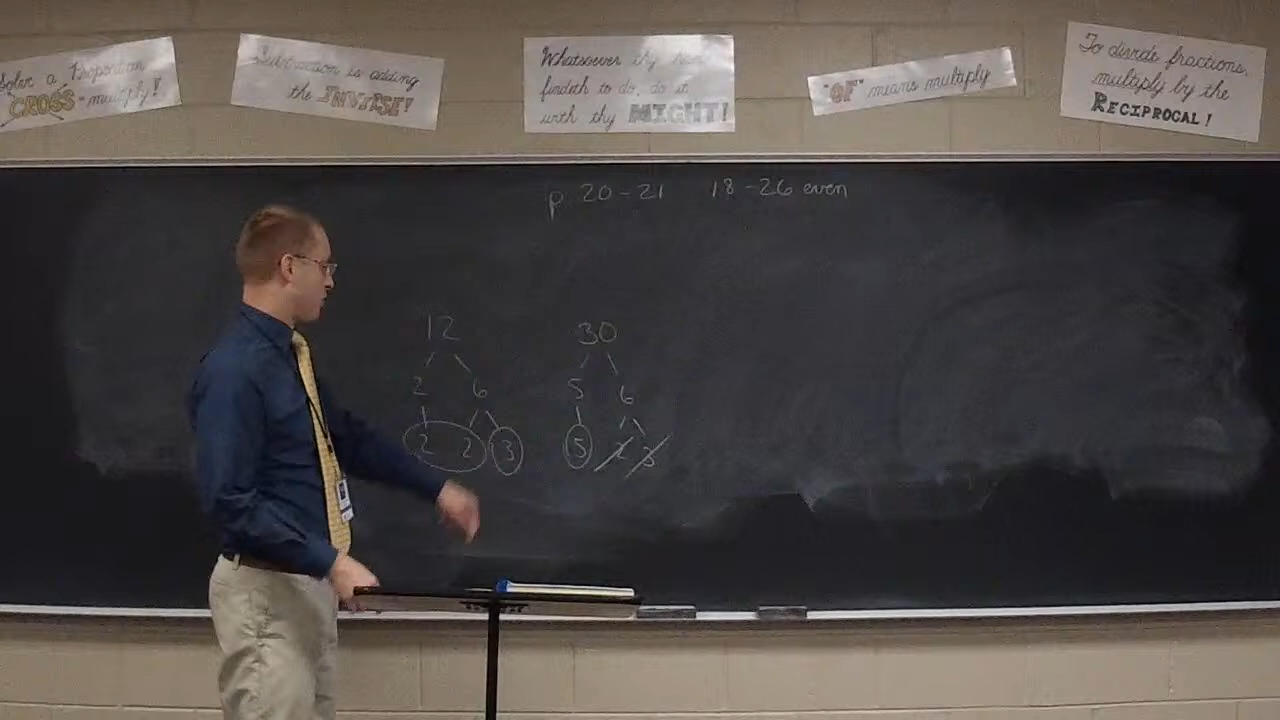 Solve a Proportion
CROSS-multiply!
Subtraction is adding
the INVERSE!
Whatsoever thy hand
findeth to do, do it
with thy MIGHT!
"OF" means multiply
To divide fractions,
multiply by the
RECIPROCAL!
p. 20-21 18-26 even
12
2 6
2 2 3
30
5 6
5 2 3